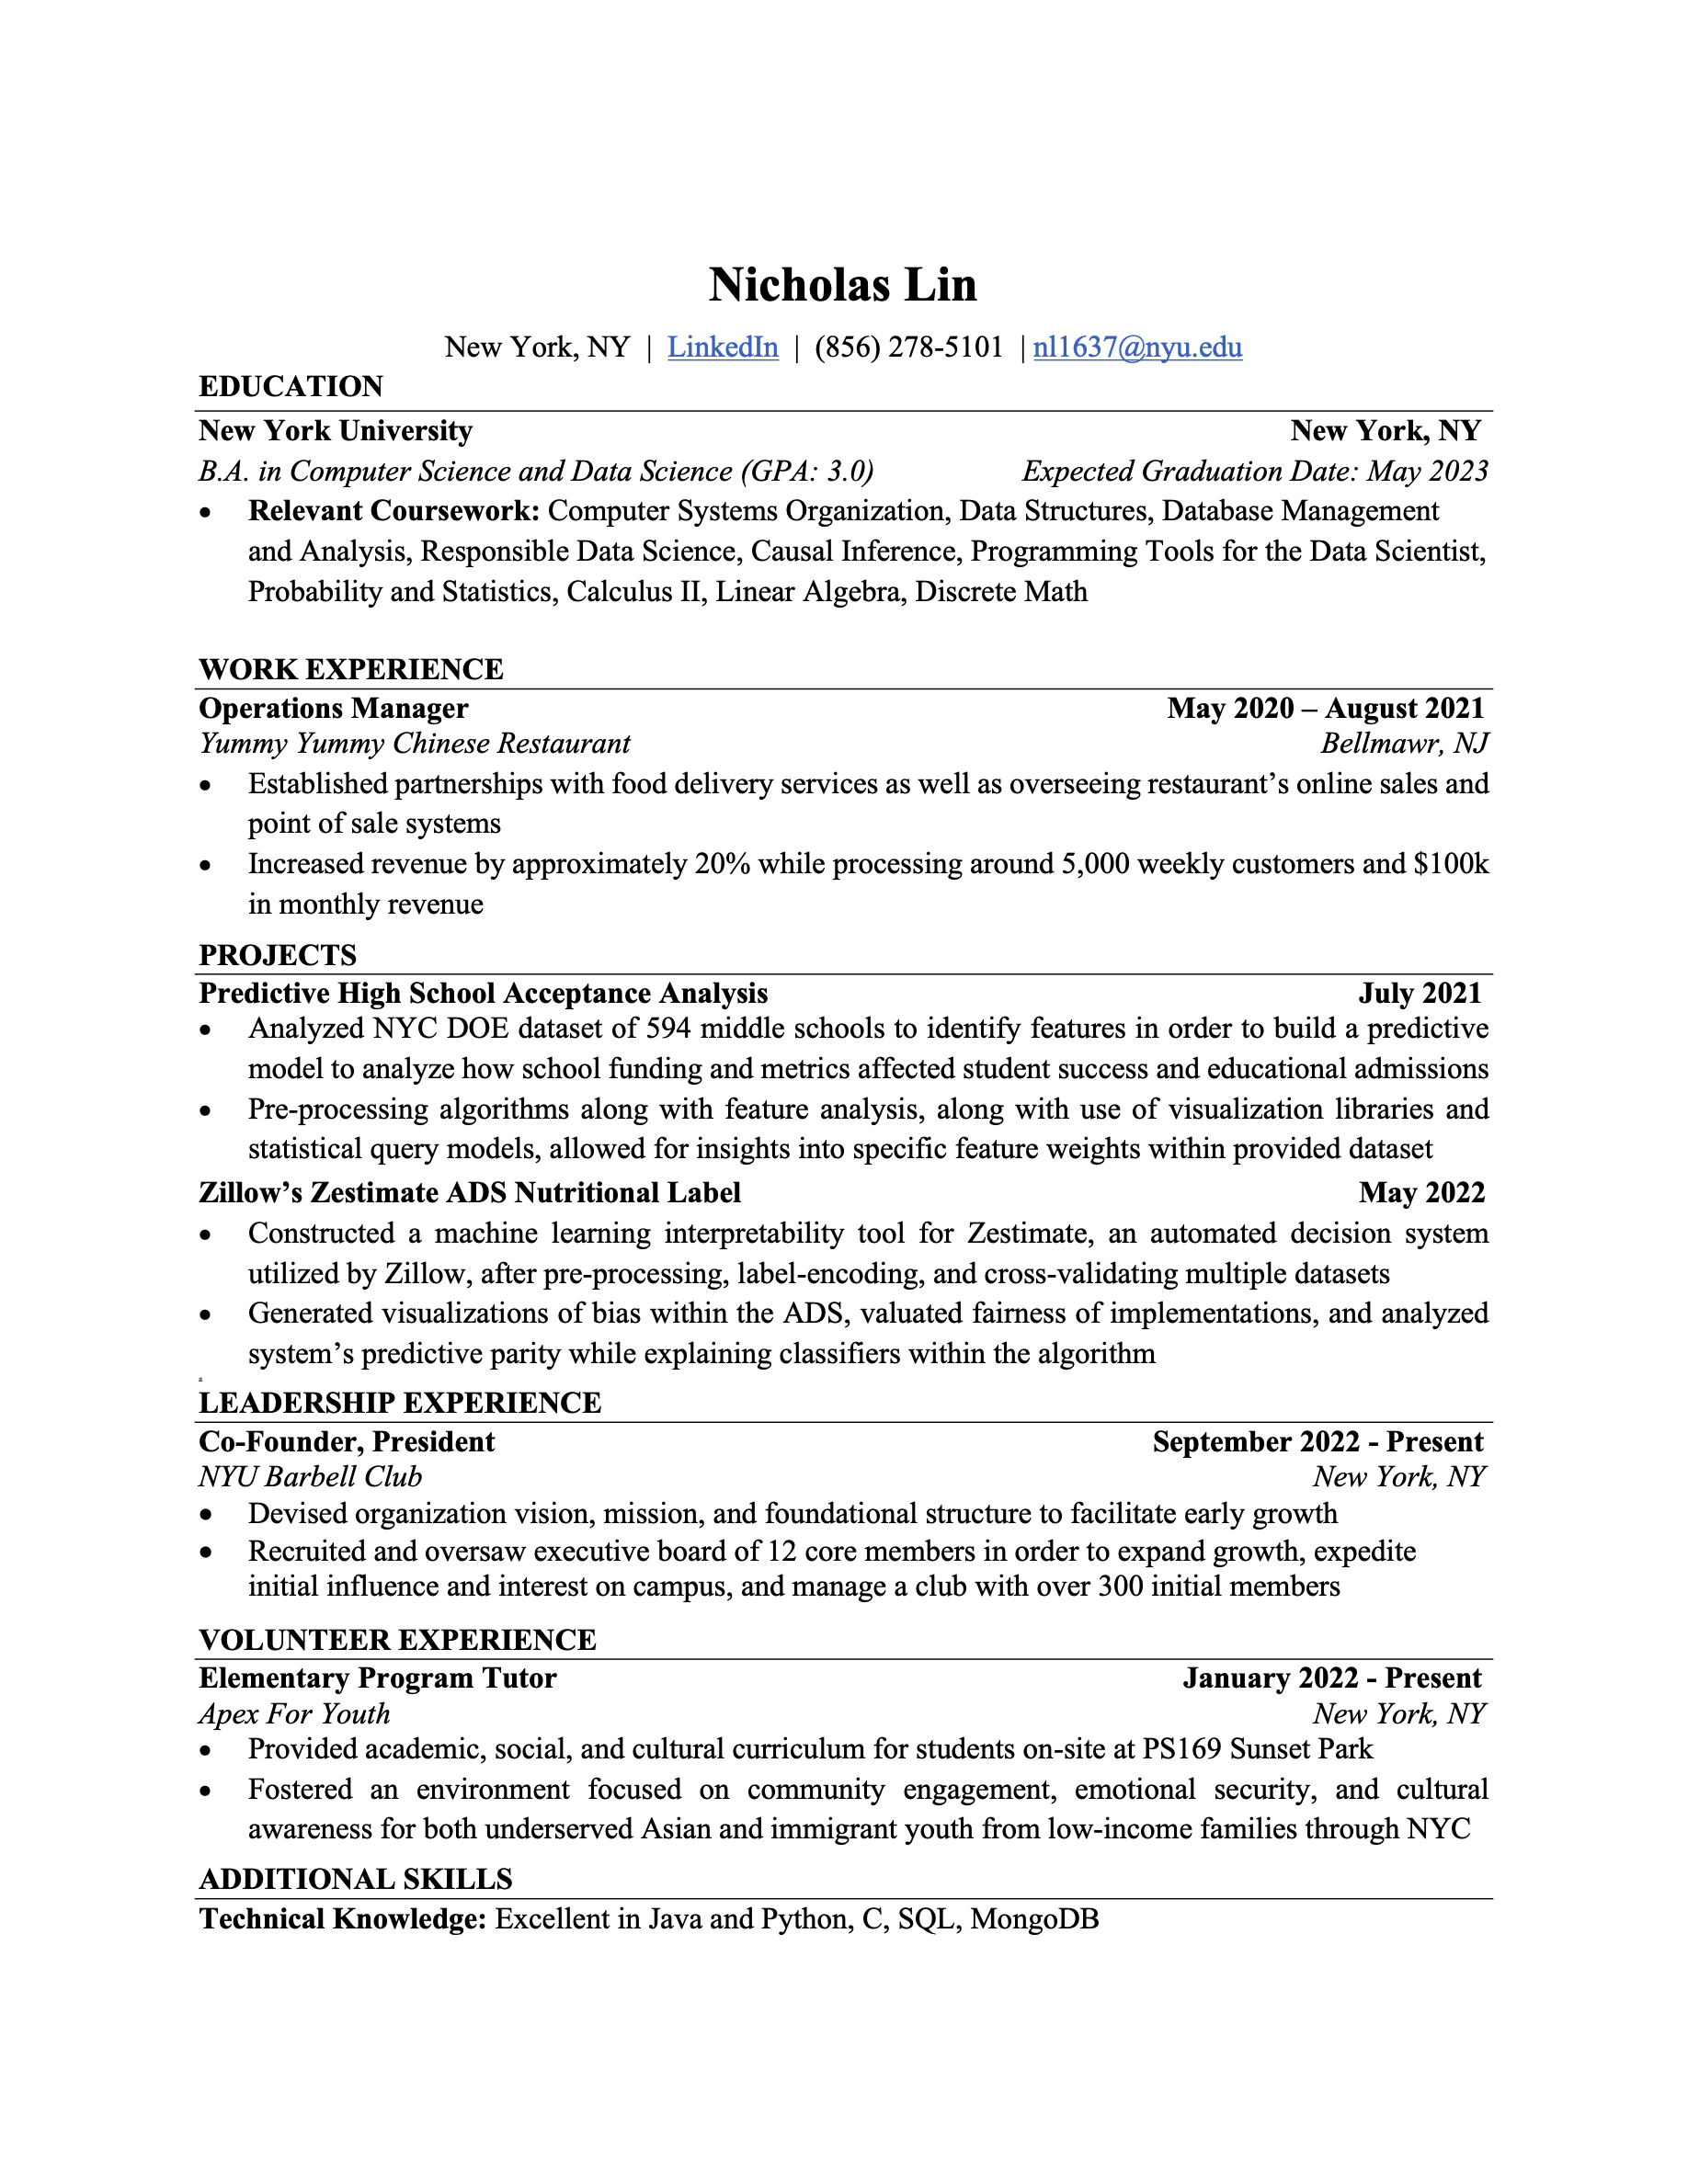 Nicholas Lin
New York, NY | LinkedIn | (856) 278-5101 | nl1637@nyu.edu
EDUCATION
New York University New York, NY
B.A. in Computer Science and Data Science (GPA: 3.0) Expected Graduation Date: May 2023
• Relevant Coursework: Computer Systems Organization, Data Structures, Database Management
and Analysis, Responsible Data Science, Causal Inference, Programming Tools for the Data Scientist,
Probability and Statistics, Calculus II, Linear Algebra, Discrete Math
WORK EXPERIENCE
Operations Manager May 2020 – August 2021
Yummy Yummy Chinese Restaurant Bellmawr, NJ
• Established partnerships with food delivery services as well as overseeing restaurant’s online sales and
point of sale systems
• Increased revenue by approximately 20% while processing around 5,000 weekly customers and $100k
in monthly revenue
PROJECTS
Predictive High School Acceptance Analysis July 2021
• Analyzed NYC DOE dataset of 594 middle schools to identify features in order to build a predictive
model to analyze how school funding and metrics affected student success and educational admissions
• Pre-processing algorithms along with feature analysis, along with use of visualization libraries and
statistical query models, allowed for insights into specific feature weights within provided dataset
Zillow’s Zestimate ADS Nutritional Label May 2022
• Constructed a machine learning interpretability tool for Zestimate, an automated decision system
utilized by Zillow, after pre-processing, label-encoding, and cross-validating multiple datasets
• Generated visualizations of bias within the ADS, valuated fairness of implementations, and analyzed
system’s predictive parity while explaining classifiers within the algorithm
a
LEADERSHIP EXPERIENCE
Co-Founder, President September 2022 - Present
NYU Barbell Club New York, NY
• Devised organization vision, mission, and foundational structure to facilitate early growth
• Recruited and oversaw executive board of 12 core members in order to expand growth, expedite
initial influence and interest on campus, and manage a club with over 300 initial members
VOLUNTEER EXPERIENCE
Elementary Program Tutor January 2022 - Present
Apex For Youth New York, NY
• Provided academic, social, and cultural curriculum for students on-site at PS169 Sunset Park
• Fostered an environment focused on community engagement, emotional security, and cultural
awareness for both underserved Asian and immigrant youth from low-income families through NYC
ADDITIONAL SKILLS
Technical Knowledge: Excellent in Java and Python, C, SQL, MongoDB